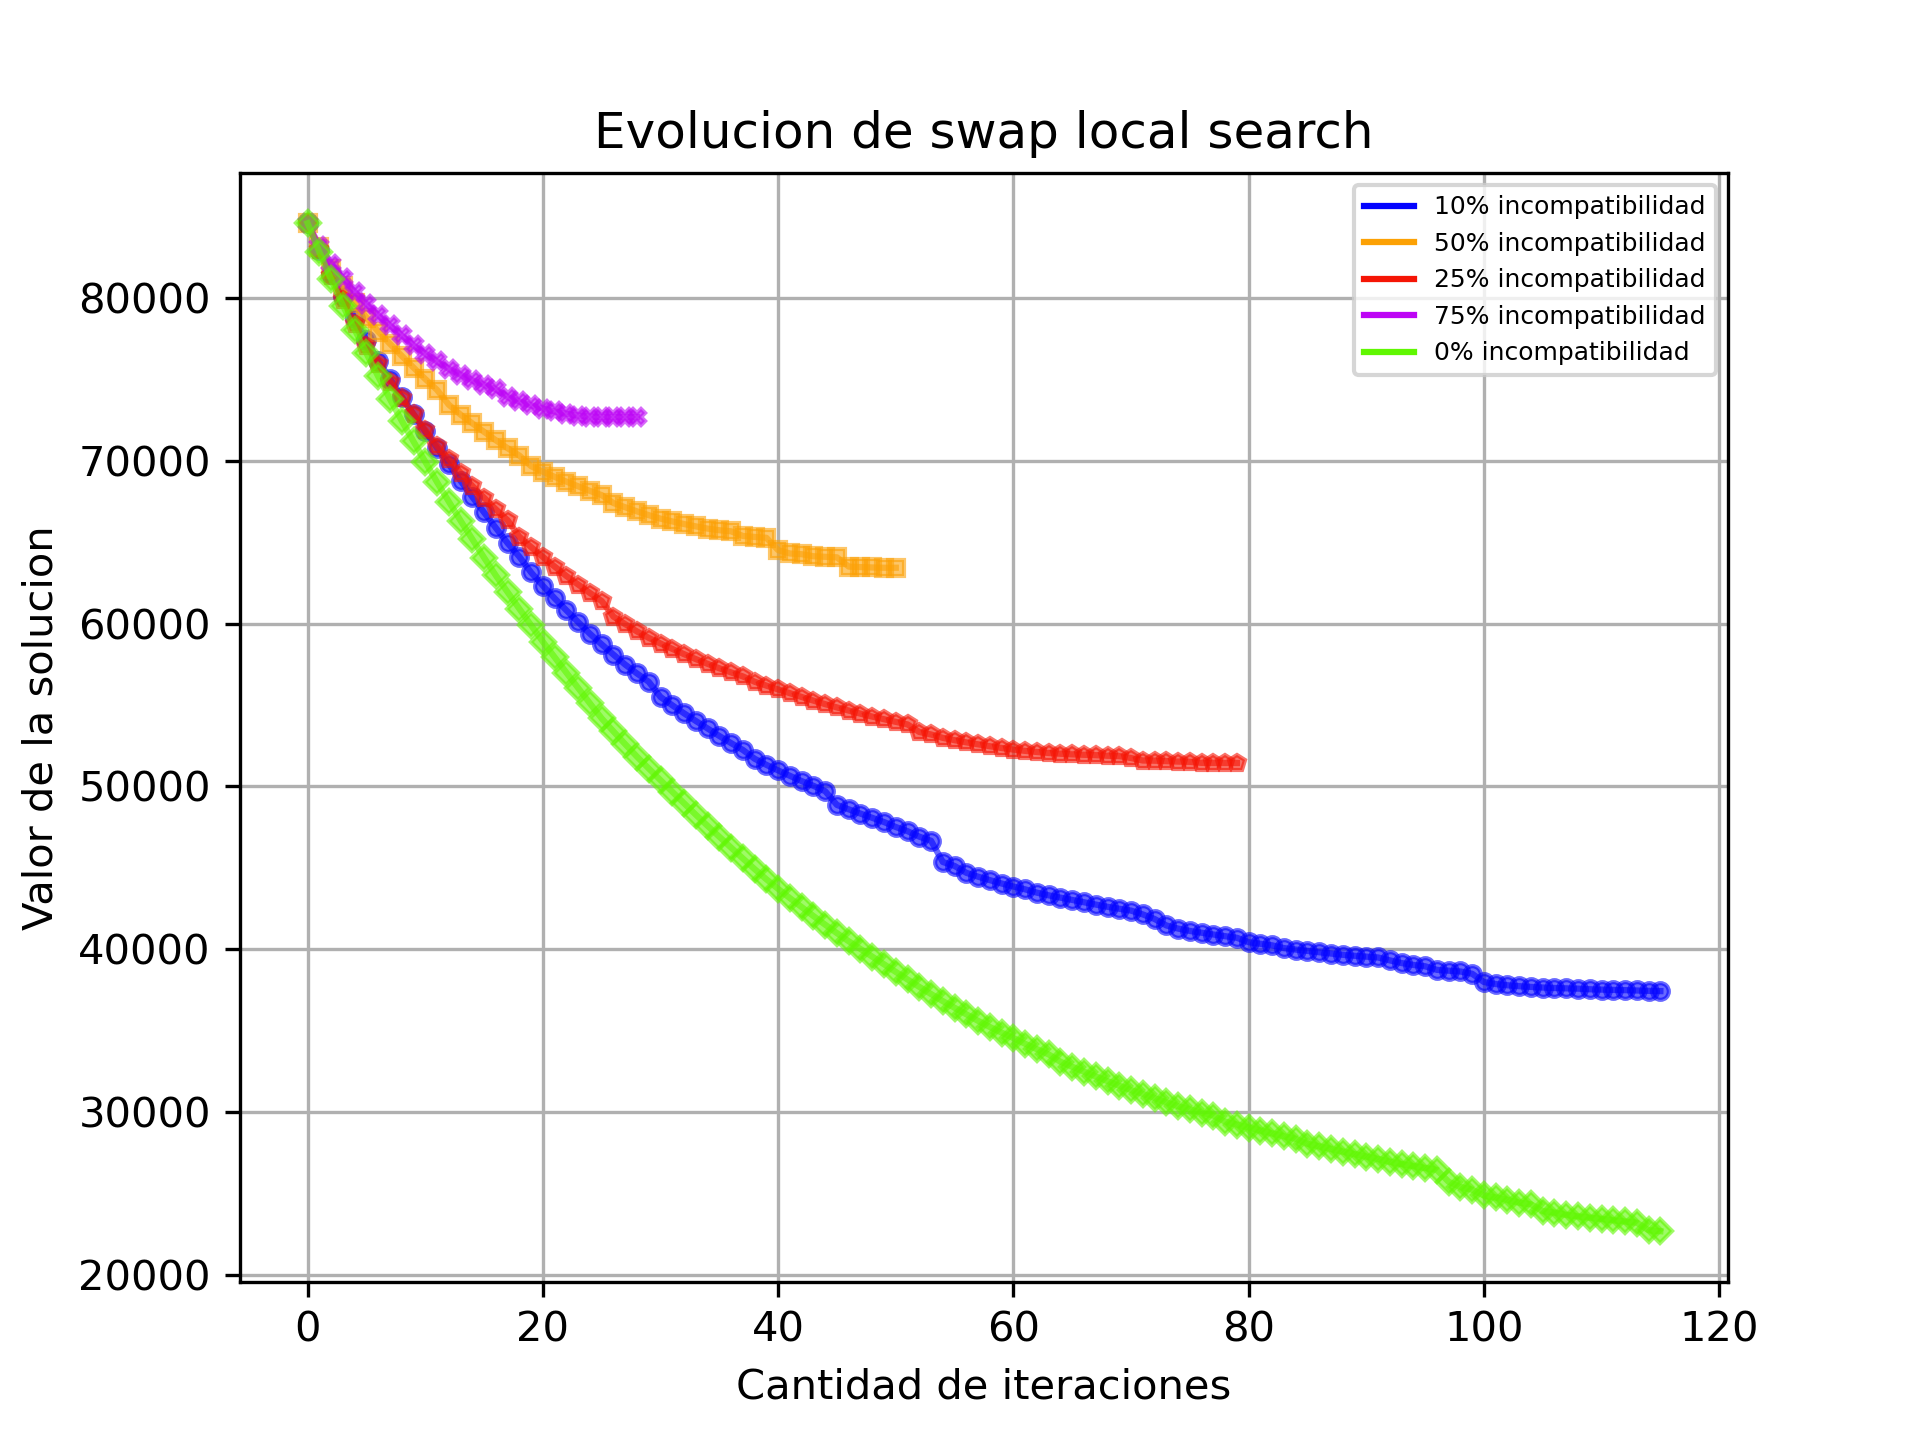 Evolucion de swap local search
10% incompatibilidad
50% incompatibilidad
25% incompatibilidad
75% incompatibilidad
0% incompatibilidad
Valor de la solucion
80000
70000
60000
50000
40000
30000
20000
0 20 40 60 80 100 120
Cantidad de iteraciones